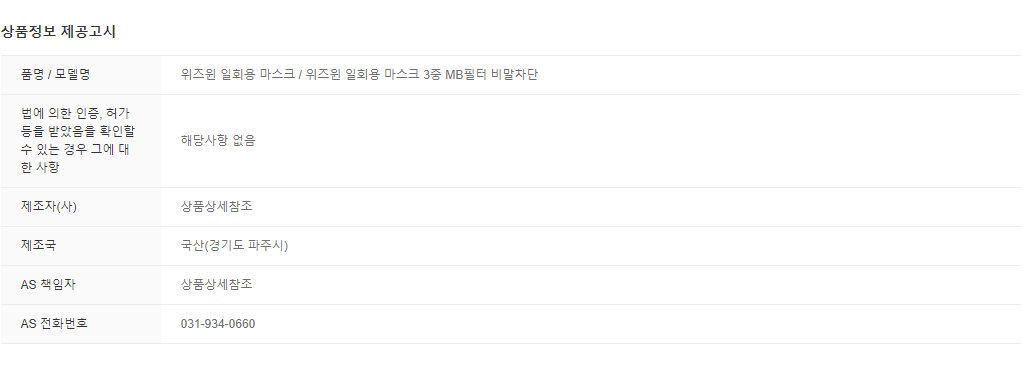 상품정보 제공고시
품명 / 모델명
위즈윈 일회용 마스크 / 위즈윈 일회용 마스크 3중 MB필터 비말차단
법에 의한 인증, 허가
등을 받았음을 확인할
수 있는 경우 그에 대
한 사항
해당사항 없음
제조자(사)
상품상세참조
제조국
국산(경기도 파주시)
AS 책임자
상품상세참조
AS 전화번호
031-934-0660